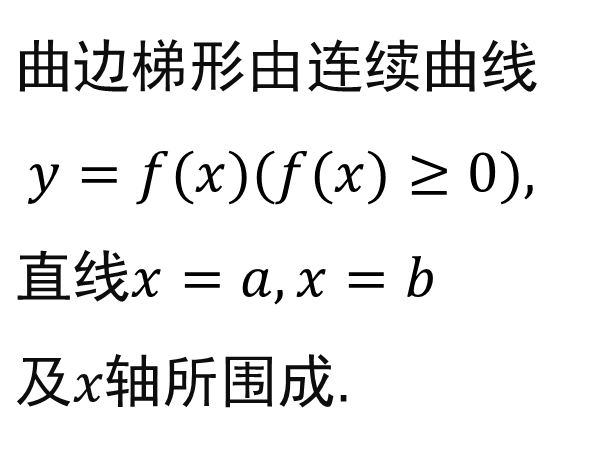 曲边梯形由连续曲线
y = f(x)(f(x) ≥ 0),
直线x = a, x = b
及x轴所围成.